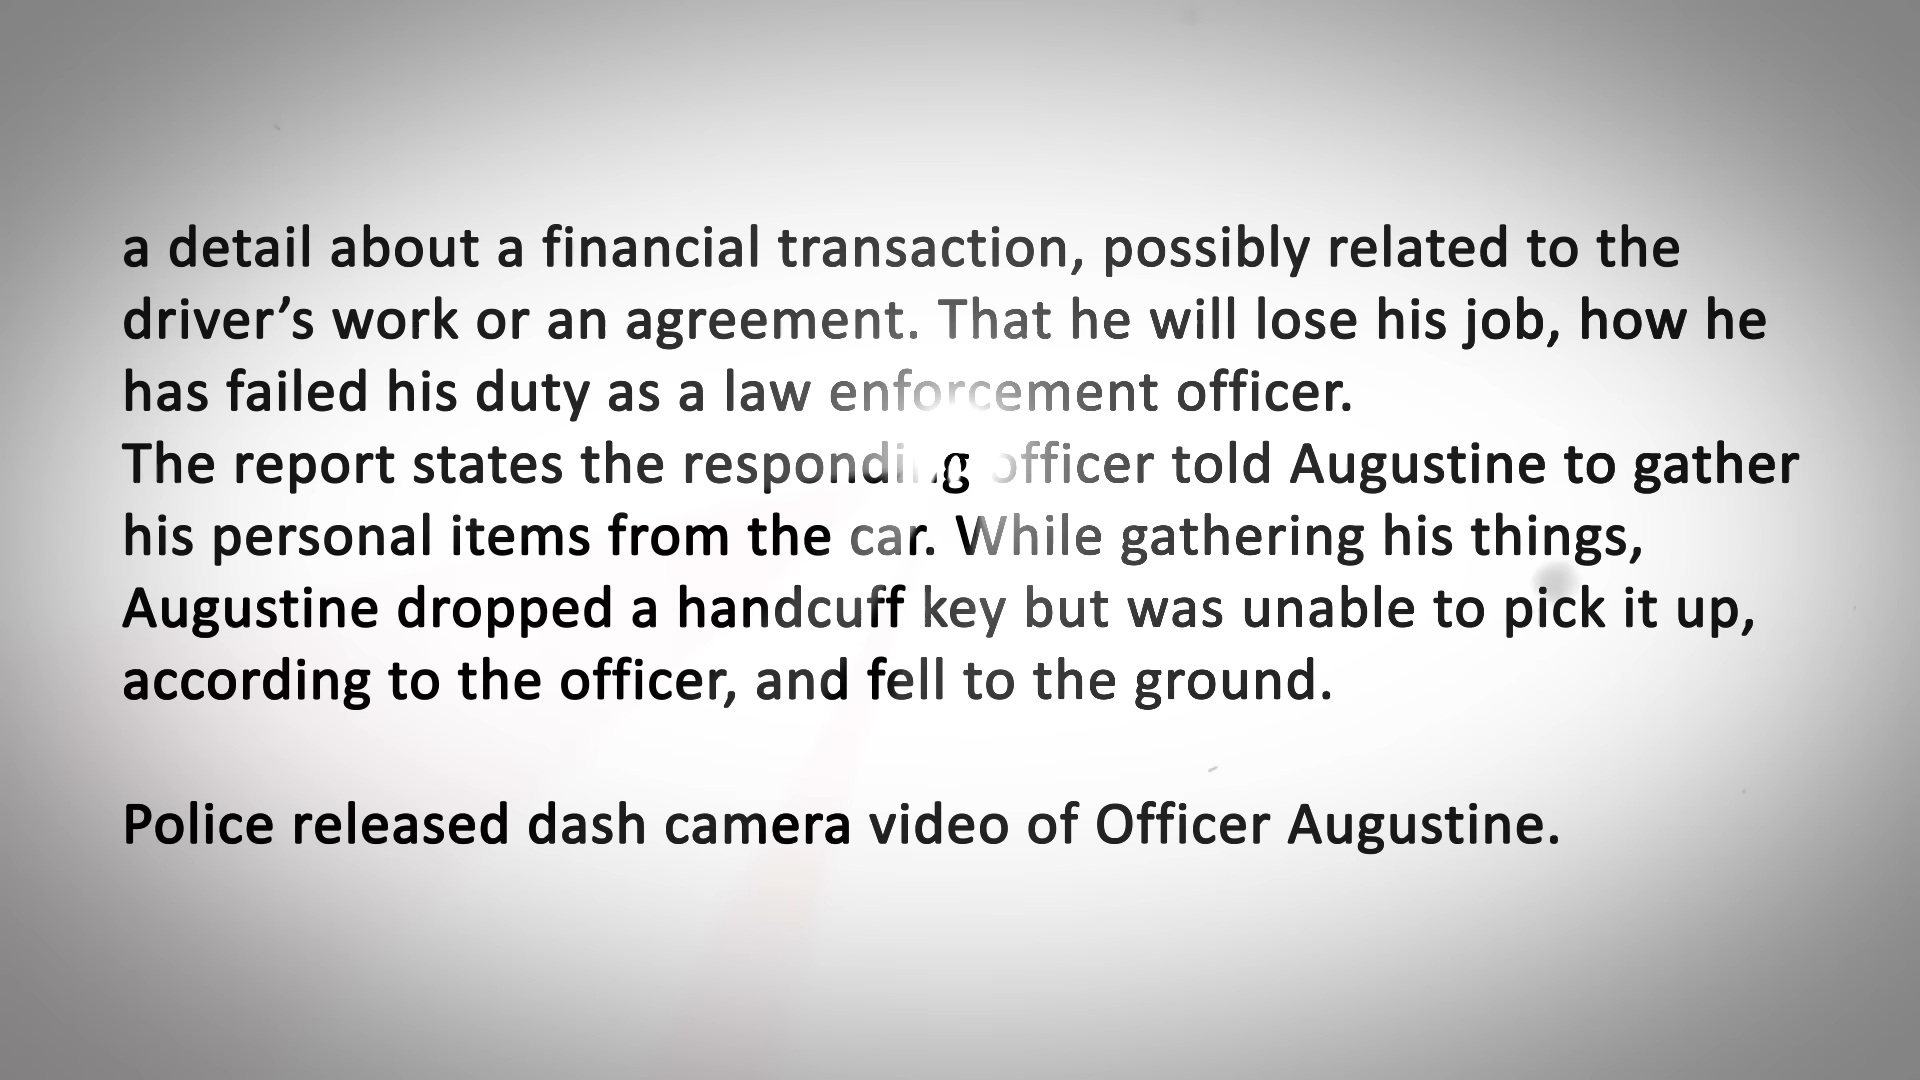 a detail about a financial transaction, possibly related to the
driver’s work or an agreement. That he will lose his job, how he
has failed his duty as a law enforcement officer.
The report states the responding officer told Augustine to gather
his personal items from the car. While gathering his things,
Augustine dropped a handcuff key but was unable to pick it up,
according to the officer, and fell to the ground.
Police released dash camera video of Officer Augustine.